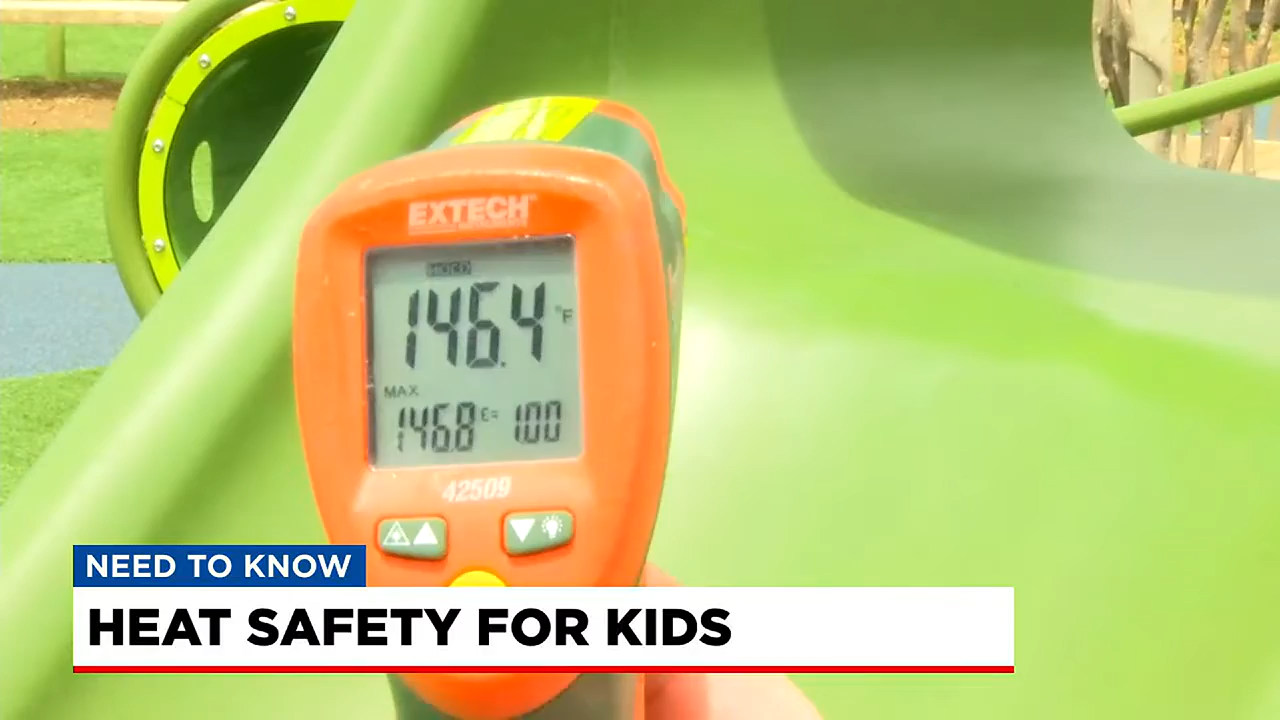 EXTECH
HOLD
146.4 °F
MAX
146.8 ε= 1.00
42509
NEED TO KNOW
HEAT SAFETY FOR KIDS